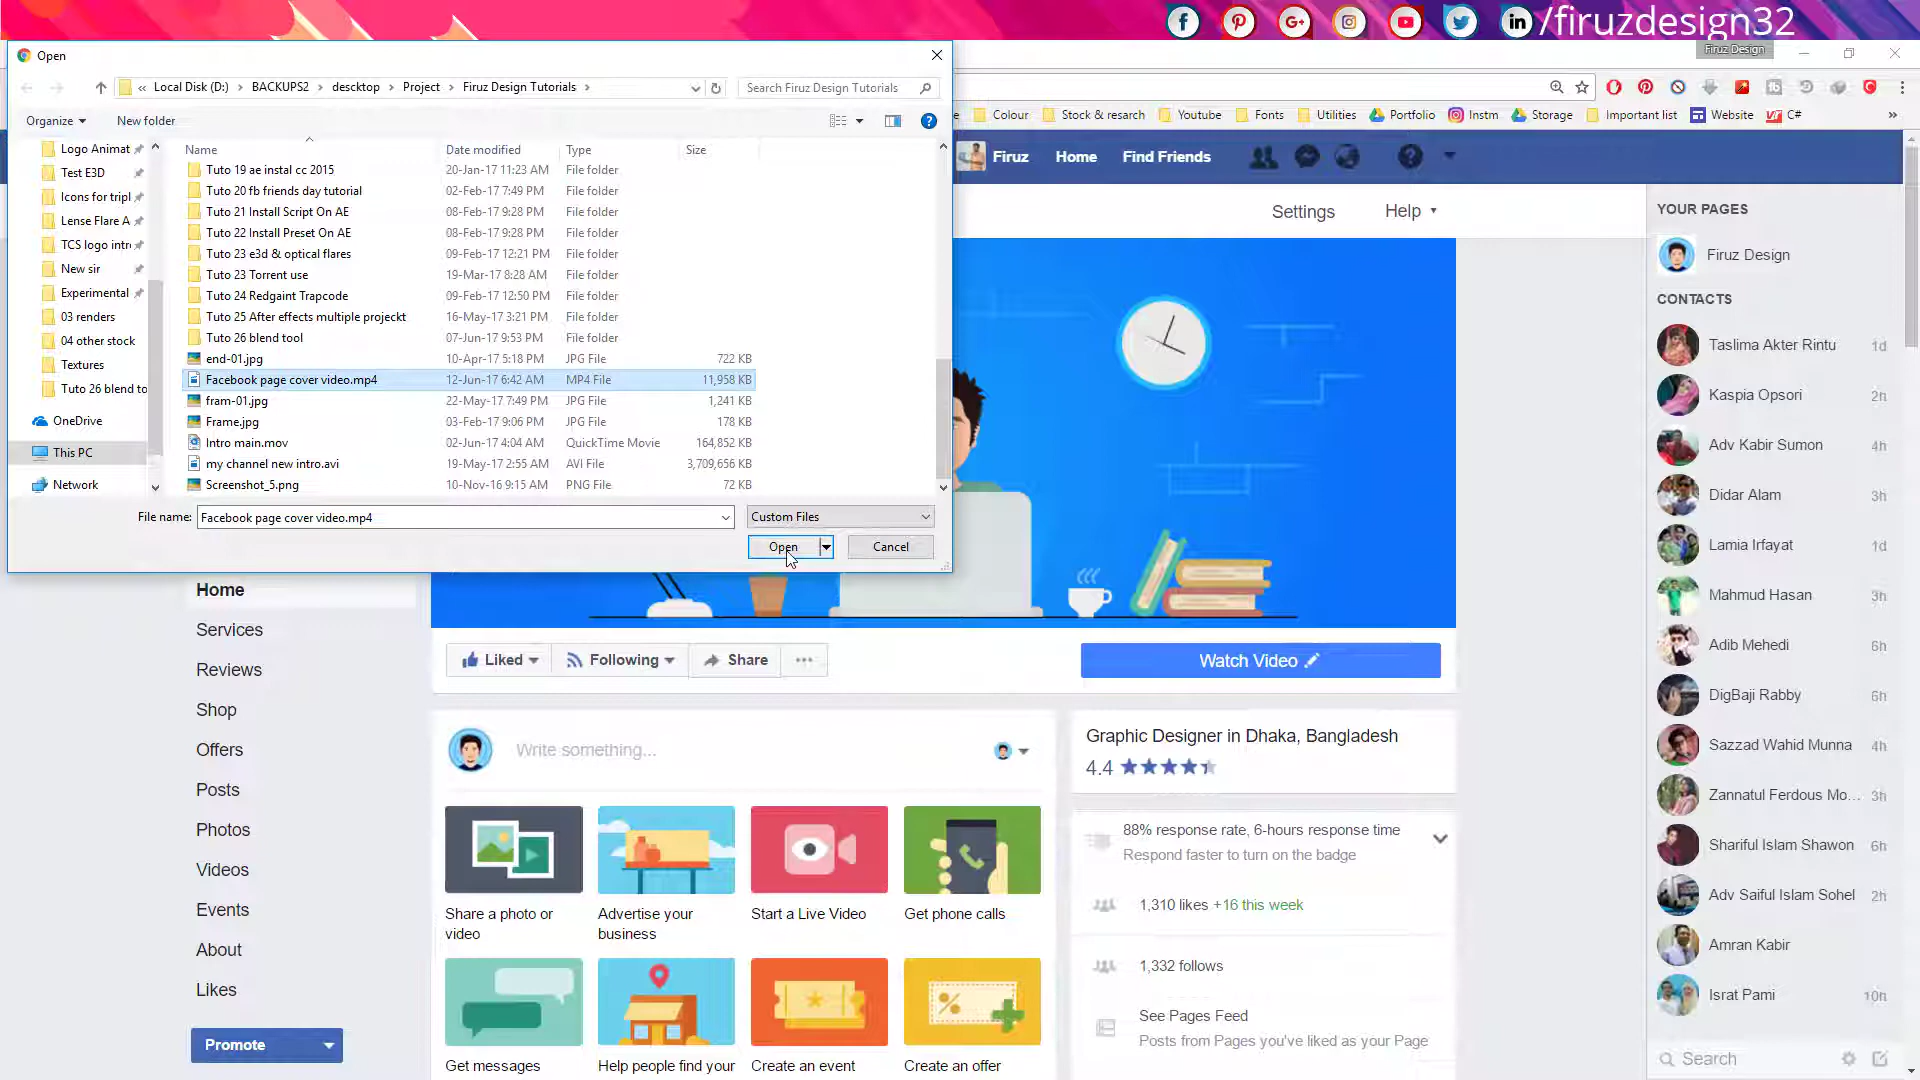 /firuzdesign32
Firuz Design
Open
« Local Disk (D:) › BACKUPS2 › descktop › Project › Firuz Design Tutorials ›
Search Firuz Design Tutorials
Organize
New folder
Name
Date modified
Type
Size
Logo Animat
Test E3D
Icons for tripl
Lense Flare A
TCS logo intr
New sir
Experimental
03 renders
04 other stock
Textures
Tuto 26 blend to
OneDrive
This PC
Network
Tuto 19 ae instal cc 2015 20-Jan-17 11:23 AM File folder
Tuto 20 fb friends day tutorial 02-Feb-17 7:49 PM File folder
Tuto 21 Install Script On AE 08-Feb-17 9:28 PM File folder
Tuto 22 Install Preset On AE 08-Feb-17 9:28 PM File folder
Tuto 23 e3d & optical flares 09-Feb-17 12:21 PM File folder
Tuto 23 Torrent use 19-Mar-17 8:28 AM File folder
Tuto 24 Redgaint Trapcode 09-Feb-17 12:50 PM File folder
Tuto 25 After effects multiple projeckt 16-May-17 3:21 PM File folder
Tuto 26 blend tool 07-Jun-17 9:53 PM File folder
end-01.jpg 10-Apr-17 5:18 PM JPG File 722 KB
Facebook page cover video.mp4 12-Jun-17 6:42 AM MP4 File 11,958 KB
fram-01.jpg 22-May-17 7:49 PM JPG File 1,241 KB
Frame.jpg 03-Feb-17 9:06 PM JPG File 178 KB
Intro main.mov 02-Jun-17 4:04 AM QuickTime Movie 164,852 KB
my channel new intro.avi 19-May-17 2:55 AM AVI File 3,709,656 KB
Screenshot_5.png 10-Nov-16 9:15 AM PNG File 72 KB
File name: Facebook page cover video.mp4
Custom Files
Open
Cancel
Colour
Stock & resarch
Youtube
Fonts
Utilities
Portfolio
Instm
Storage
Important list
Website
C#
»
Firuz
Home
Find Friends
Settings
Help
YOUR PAGES
Firuz Design
CONTACTS
Taslima Akter Rintu 1d
Kaspia Opsori 2h
Adv Kabir Sumon 4h
Didar Alam 3h
Lamia Irfayat 1d
Mahmud Hasan 3h
Adib Mehedi 6h
DigBaji Rabby 6h
Sazzad Wahid Munna 4h
Zannatul Ferdous Mo... 3h
Shariful Islam Shawon 6h
Adv Saiful Islam Sohel 2h
Amran Kabir
Israt Pami 10h
Search
Home
Services
Reviews
Shop
Offers
Posts
Photos
Videos
Events
About
Likes
Promote
Liked
Following
Share
Watch Video
Write something...
Share a photo or
video
Advertise your
business
Start a Live Video
Get phone calls
Get messages
Help people find your
Create an event
Create an offer
Graphic Designer in Dhaka, Bangladesh
4.4
88% response rate, 6-hours response time
Respond faster to turn on the badge
1,310 likes +16 this week
1,332 follows
See Pages Feed
Posts from Pages you've liked as your Page